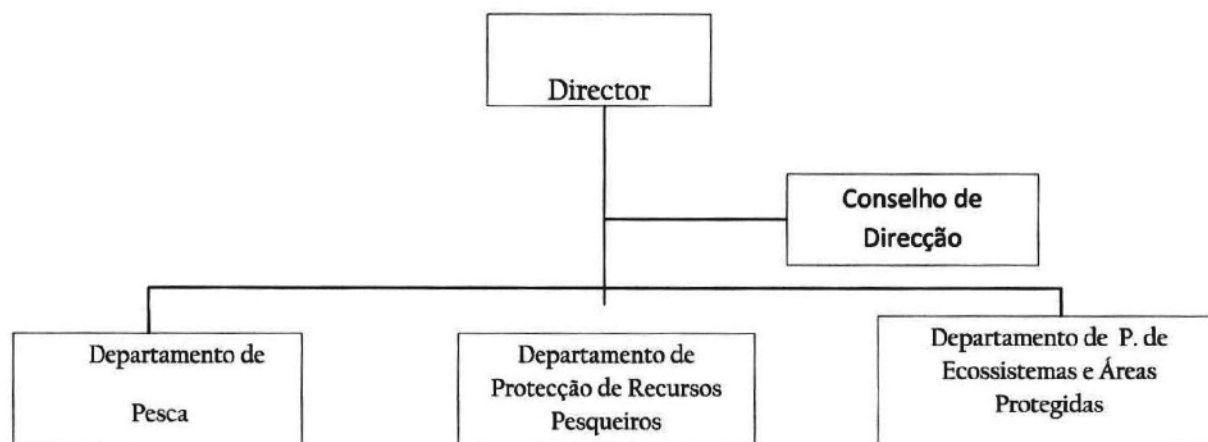 Director
Conselho de
Direcção
Departamento de
Pesca
Departamento de
Protecção de Recursos
Pesqueiros
Departamento de P. de
Ecossistemas e Áreas
Protegidas